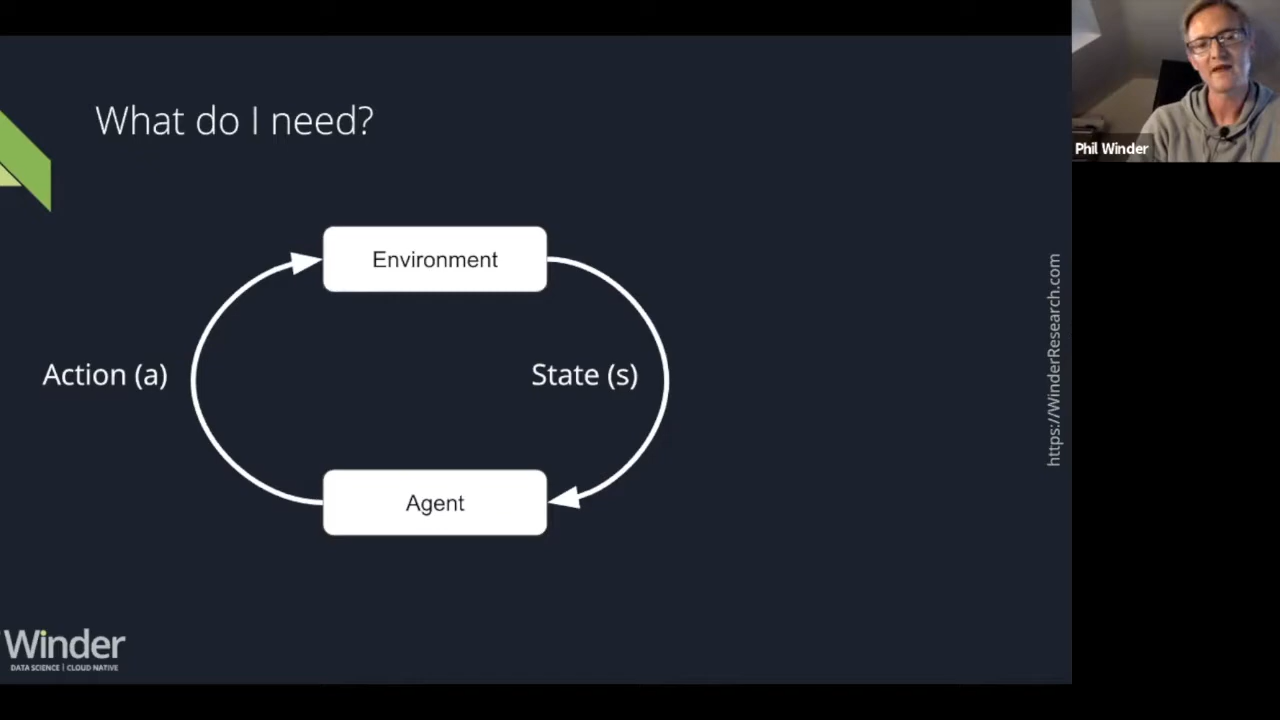 What do I need?
Phil Winder
Environment
Action (a)
State (s)
Agent
https://WinderResearch.com
Winder
DATA SCIENCE | CLOUD NATIVE